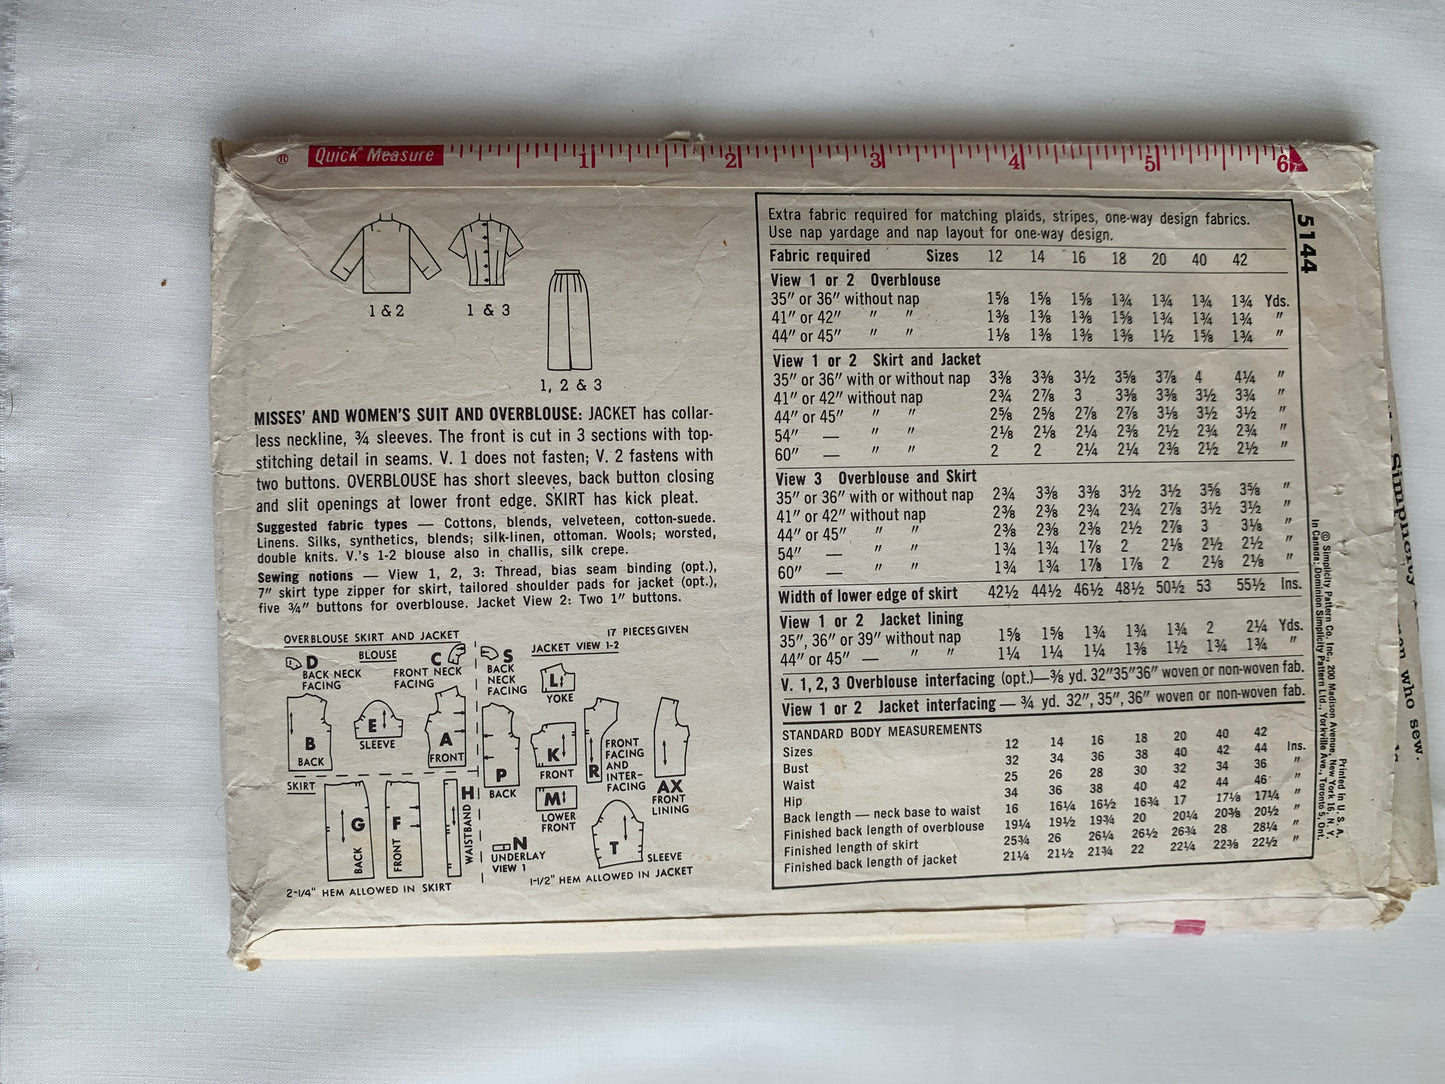 ® Quick Measure 1 2 3 4 5 6
5144
1 & 2
1 & 3
1, 2 & 3
MISSES' AND WOMEN'S SUIT AND OVERBLOUSE: JACKET has collar-
less neckline, ¾ sleeves. The front is cut in 3 sections with top-
stitching detail in seams. V. 1 does not fasten; V. 2 fastens with
two buttons. OVERBLOUSE has short sleeves, back button closing
and slit openings at lower front edge. SKIRT has kick pleat.
Suggested fabric types — Cottons, blends, velveteen, cotton-suede.
Linens. Silks, synthetics, blends; silk-linen, ottoman. Wools; worsted,
double knits. V.'s 1-2 blouse also in challis, silk crepe.
Sewing notions — View 1, 2, 3: Thread, bias seam binding (opt.),
7" skirt type zipper for skirt, tailored shoulder pads for jacket (opt.),
five ¾" buttons for overblouse. Jacket View 2: Two 1" buttons.
OVERBLOUSE SKIRT AND JACKET
17 PIECES GIVEN
BLOUSE
D
BACK NECK
FACING
C
FRONT NECK
FACING
B
BACK
E
SLEEVE
A
FRONT
SKIRT
G
BACK
F
FRONT
H
WAISTBAND
2-1/4" HEM ALLOWED IN SKIRT
JACKET VIEW 1-2
S
BACK
NECK
FACING
L
YOKE
P
BACK
K
FRONT
R
FRONT
FACING
AND
INTER-
FACING
AX
FRONT
LINING
M
LOWER
FRONT
N
UNDERLAY
VIEW 1
T
SLEEVE
1-1/2" HEM ALLOWED IN JACKET
Extra fabric required for matching plaids, stripes, one-way design fabrics.
Use nap yardage and nap layout for one-way design.
Fabric required Sizes 12 14 16 18 20 40 42
View 1 or 2 Overblouse
35" or 36" without nap 1⅝ 1⅝ 1⅝ 1¾ 1¾ 1¾ 1¾ Yds.
41" or 42" " " 1⅜ 1⅜ 1⅜ 1⅝ 1¾ 1¾ 1¾ "
44" or 45" " " 1⅛ 1⅜ 1⅜ 1⅜ 1½ 1⅝ 1¾ "
View 1 or 2 Skirt and Jacket
35" or 36" with or without nap 3⅜ 3⅜ 3½ 3⅝ 3⅞ 4 4¼ "
41" or 42" without nap 2¾ 2⅞ 3 3⅜ 3⅜ 3½ 3¾ "
44" or 45" " " 2⅝ 2⅝ 2⅞ 2⅞ 3⅛ 3½ 3½ "
54" — " " 2⅛ 2⅛ 2¼ 2⅜ 2½ 2¾ 2¾ "
60" — " " 2 2 2¼ 2¼ 2⅜ 2½ 2½ "
View 3 Overblouse and Skirt
35" or 36" with or without nap 2¾ 3⅜ 3⅜ 3½ 3½ 3⅝ 3⅝ "
41" or 42" without nap 2⅜ 2⅜ 2¾ 2¾ 2⅞ 3½ 3½ "
44" or 45" " " 2⅜ 2⅜ 2⅜ 2½ 2⅞ 3 3⅛ "
54" — " " 1¾ 1¾ 1⅞ 2 2⅛ 2½ 2½ "
60" — " " 1¾ 1¾ 1⅞ 1⅞ 2 2⅛ 2⅛ "
Width of lower edge of skirt 42½ 44½ 46½ 48½ 50½ 53 55½ Ins.
View 1 or 2 Jacket lining
35", 36" or 39" without nap 1⅝ 1⅝ 1¾ 1¾ 1¾ 2 2¼ Yds.
44" or 45" — " " 1¼ 1¼ 1¼ 1⅜ 1½ 1¾ 1¾ "
V. 1, 2, 3 Overblouse interfacing (opt.)—⅜ yd. 32"35"36" woven or non-woven fab.
View 1 or 2 Jacket interfacing — ¾ yd. 32", 35", 36" woven or non-woven fab.
STANDARD BODY MEASUREMENTS
Sizes 12 14 16 18 20 40 42
Bust 32 34 36 38 40 42 44 Ins.
Waist 25 26 28 30 32 34 36 "
Hip 34 36 38 40 42 44 46 "
Back length — neck base to waist 16 16¼ 16½ 16¾ 17 17⅛ 17¼ "
Finished back length of overblouse 19¼ 19½ 19¾ 20 20¼ 20⅜ 20½ "
Finished length of skirt 25¾ 26 26¼ 26½ 26¾ 28 28¼ "
Finished back length of jacket 21¼ 21½ 21¾ 22 22¼ 22⅜ 22½ "
© Simplicity Pattern Co. Inc., 200 Madison Avenue, New York 16, N. Y.
In Canada: Dominion Simplicity Pattern Ltd., Yorkville Ave., Toronto 5, Ont.
Printed in U. S. A.
Simplicity
who sew.